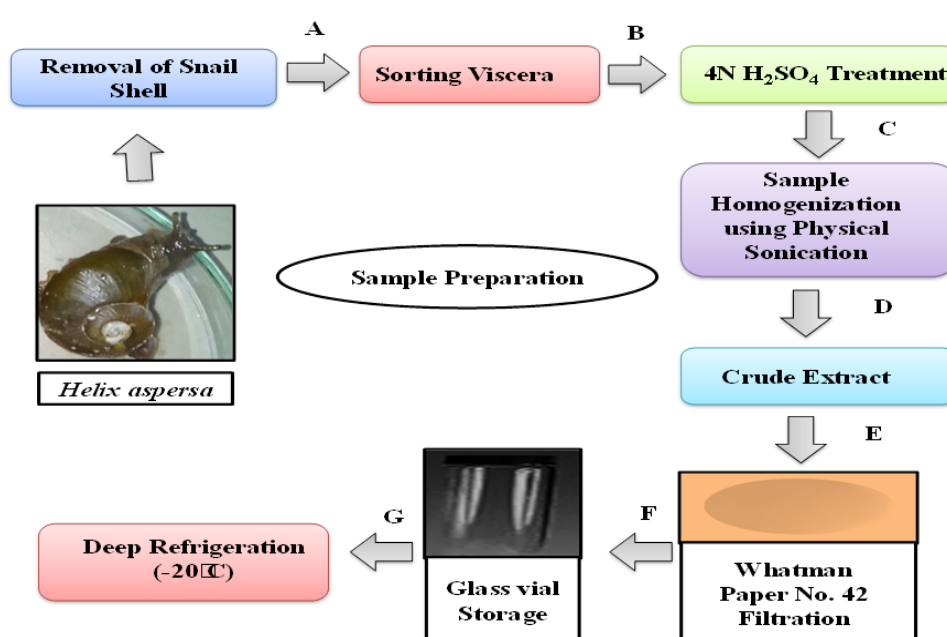 A
B
Removal of Snail
Shell
Sorting Viscera
4N H₂SO₄ Treatment
C
Sample
Homogenization
using Physical
Sonication
Sample Preparation
D
Helix aspersa
Crude Extract
E
G
F
Deep Refrigeration
(-20 C)
Glass vial
Storage
Whatman
Paper No. 42
Filtration